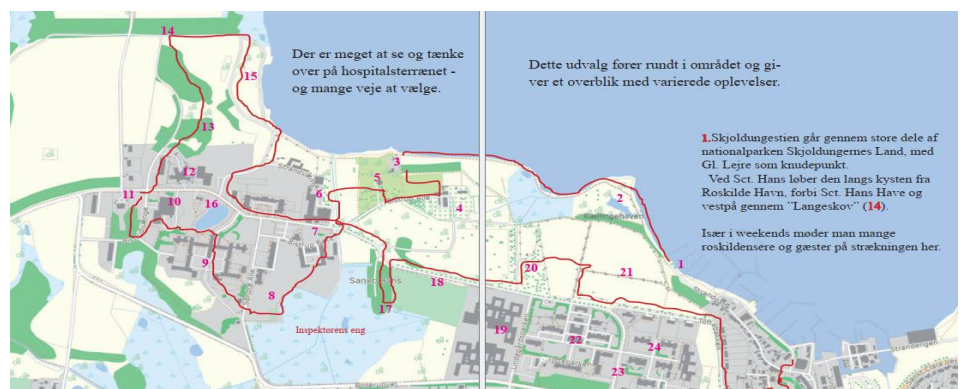 Der er meget at se og tænke
over på hospitalsterrænet -
og mange veje at vælge.
Dette udvalg fører rundt i området og gi-
ver et overblik med varierede oplevelser.
1.Skjoldungestien går gennem store dele af
nationalparken Skjoldungernes Land, med
Gl. Lejre som knudepunkt.
Ved Sct. Hans løber den langs kysten fra
Roskilde Havn, forbi Sct. Hans Have og
vestpå gennem "Langeskov" (14).
Især i weekends møder man mange
roskildensere og gæster på strækningen her.
14
15
13
12
11
10
16
9
8
7
6
5
3
4
2
Kællingehaven
1
20
21
18
17
Sankt Hans
19
22
23
24
Inspektorens eng
Boserupvej
Strandengen